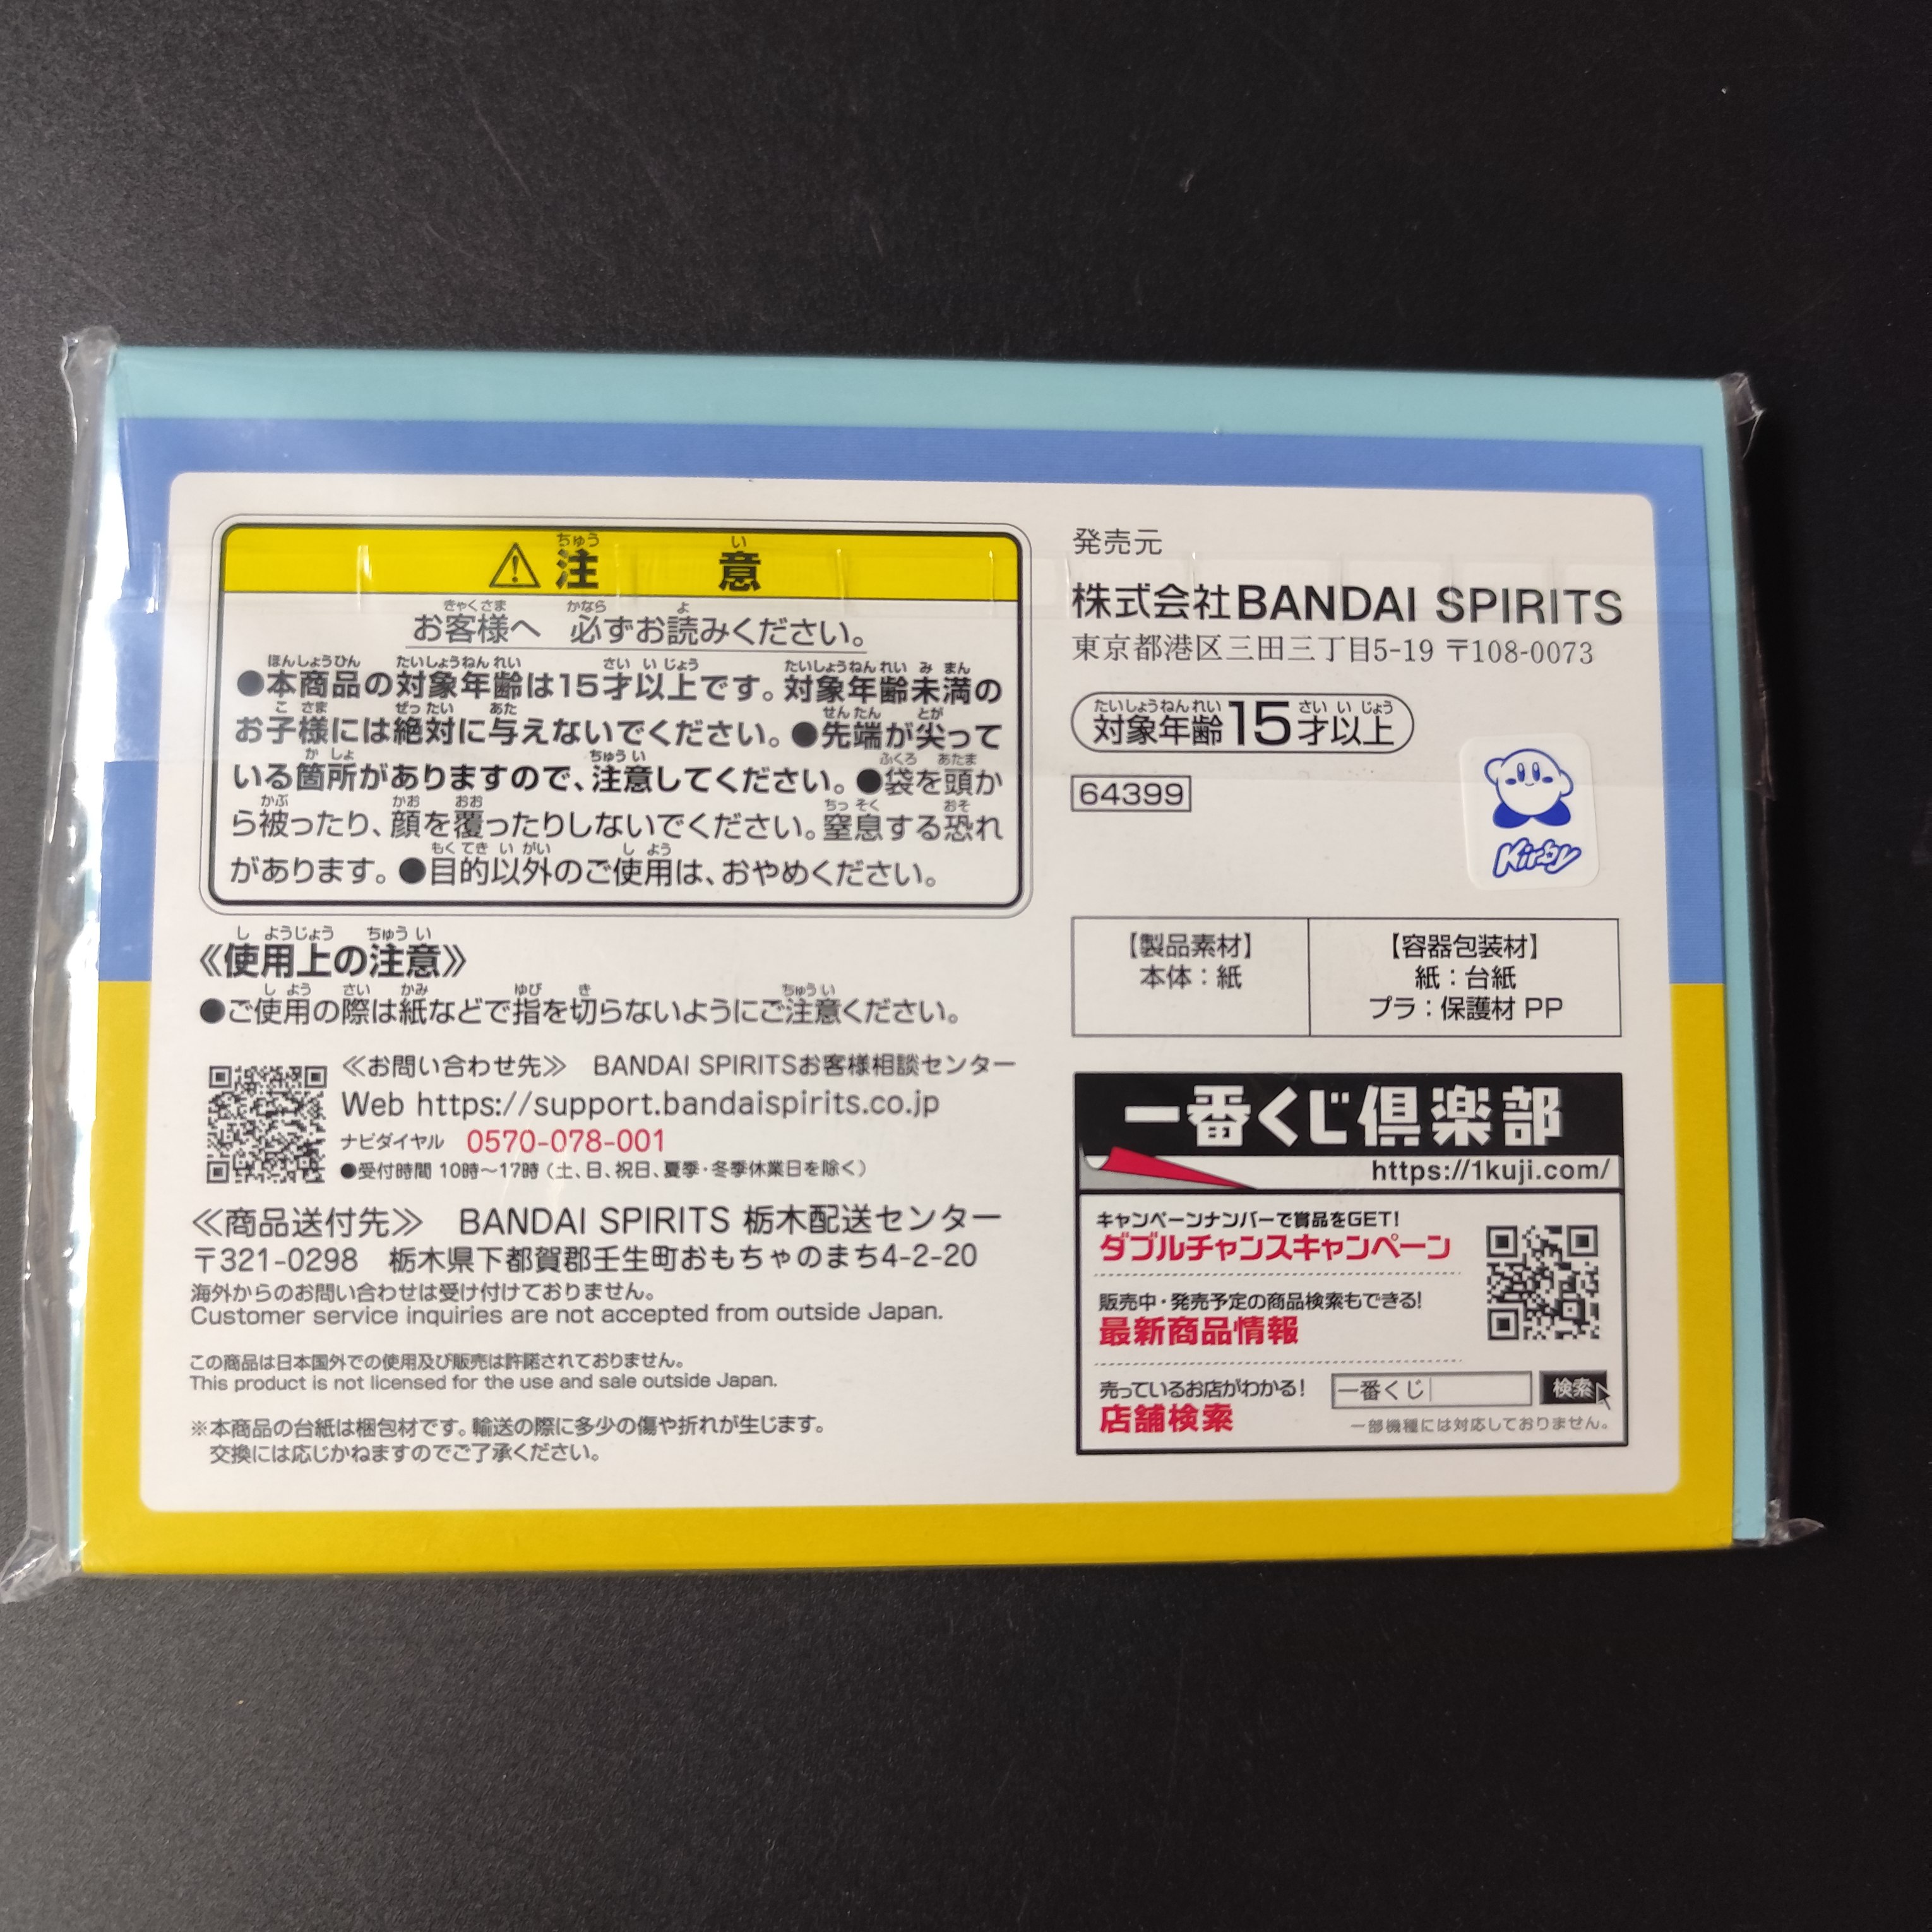 ⚠注 意
お客様へ 必ずお読みください。
●本商品の対象年齢は15才以上です。対象年齢未満の
お子様には絶対に与えないでください。●先端が尖って
いる箇所がありますので、注意してください。●袋を頭か
ら被ったり、顔を覆ったりしないでください。窒息する恐れ
があります。●目的以外のご使用は、おやめください。
《使用上の注意》
●ご使用の際は紙などで指を切らないようにご注意ください。
≪お問い合わせ先≫ BANDAI SPIRITSお客様相談センター
Web https://support.bandaispirits.co.jp
ナビダイヤル 0570-078-001
●受付時間 10時～17時（土、日、祝日、夏季・冬季休業日を除く）
≪商品送付先≫ BANDAI SPIRITS 栃木配送センター
〒321-0298 栃木県下都賀郡壬生町おもちゃのまち4-2-20
海外からのお問い合わせは受け付けておりません。
Customer service inquiries are not accepted from outside Japan.
この商品は日本国外での使用及び販売は許諾されておりません。
This product is not licensed for the use and sale outside Japan.
※本商品の台紙は梱包材です。輸送の際に多少の傷や折れが生じます。
交換には応じかねますのでご了承ください。
発売元
株式会社BANDAI SPIRITS
東京都港区三田三丁目5-19 〒108-0073
対象年齢15才以上
64399
Kirby
【製品素材】
本体：紙
【容器包装材】
紙：台紙
プラ：保護材 PP
一番くじ倶楽部
https://1kuji.com/
キャンペーンナンバーで賞品をGET!
ダブルチャンスキャンペーン
販売中・発売予定の商品検索もできる!
最新商品情報
売っているお店がわかる!
店舗検索
一番くじ 検索
一部機種には対応しておりません。